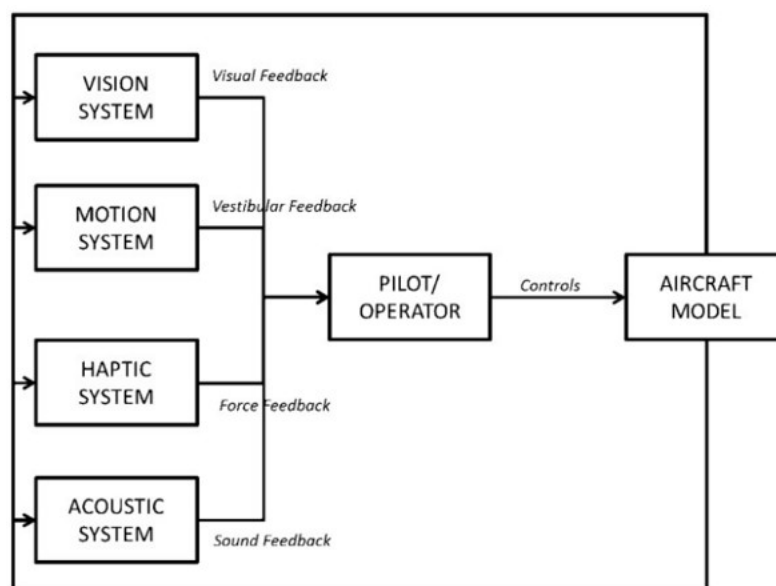 VISION
SYSTEM
Visual Feedback
MOTION
SYSTEM
Vestibular Feedback
PILOT/
OPERATOR
Controls
AIRCRAFT
MODEL
HAPTIC
SYSTEM
Force Feedback
ACOUSTIC
SYSTEM
Sound Feedback